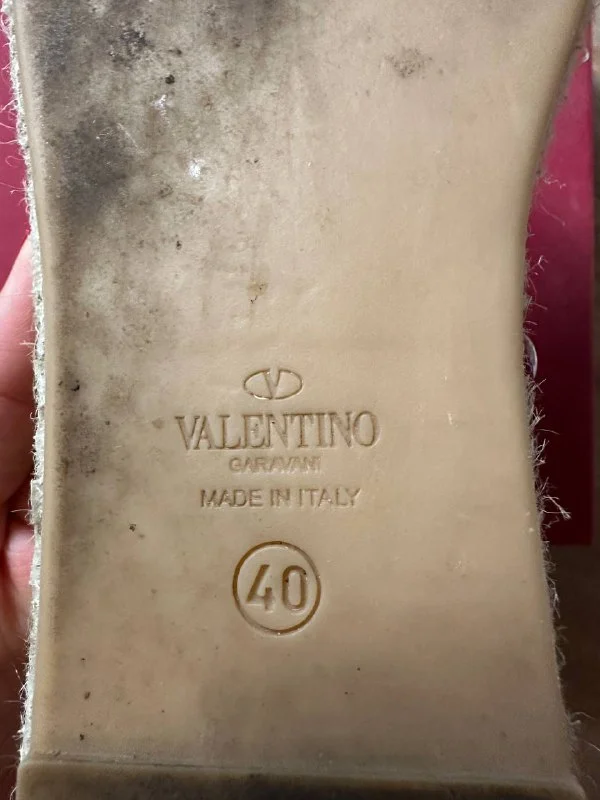 V
VALENTINO
GARAVANI
MADE IN ITALY
40